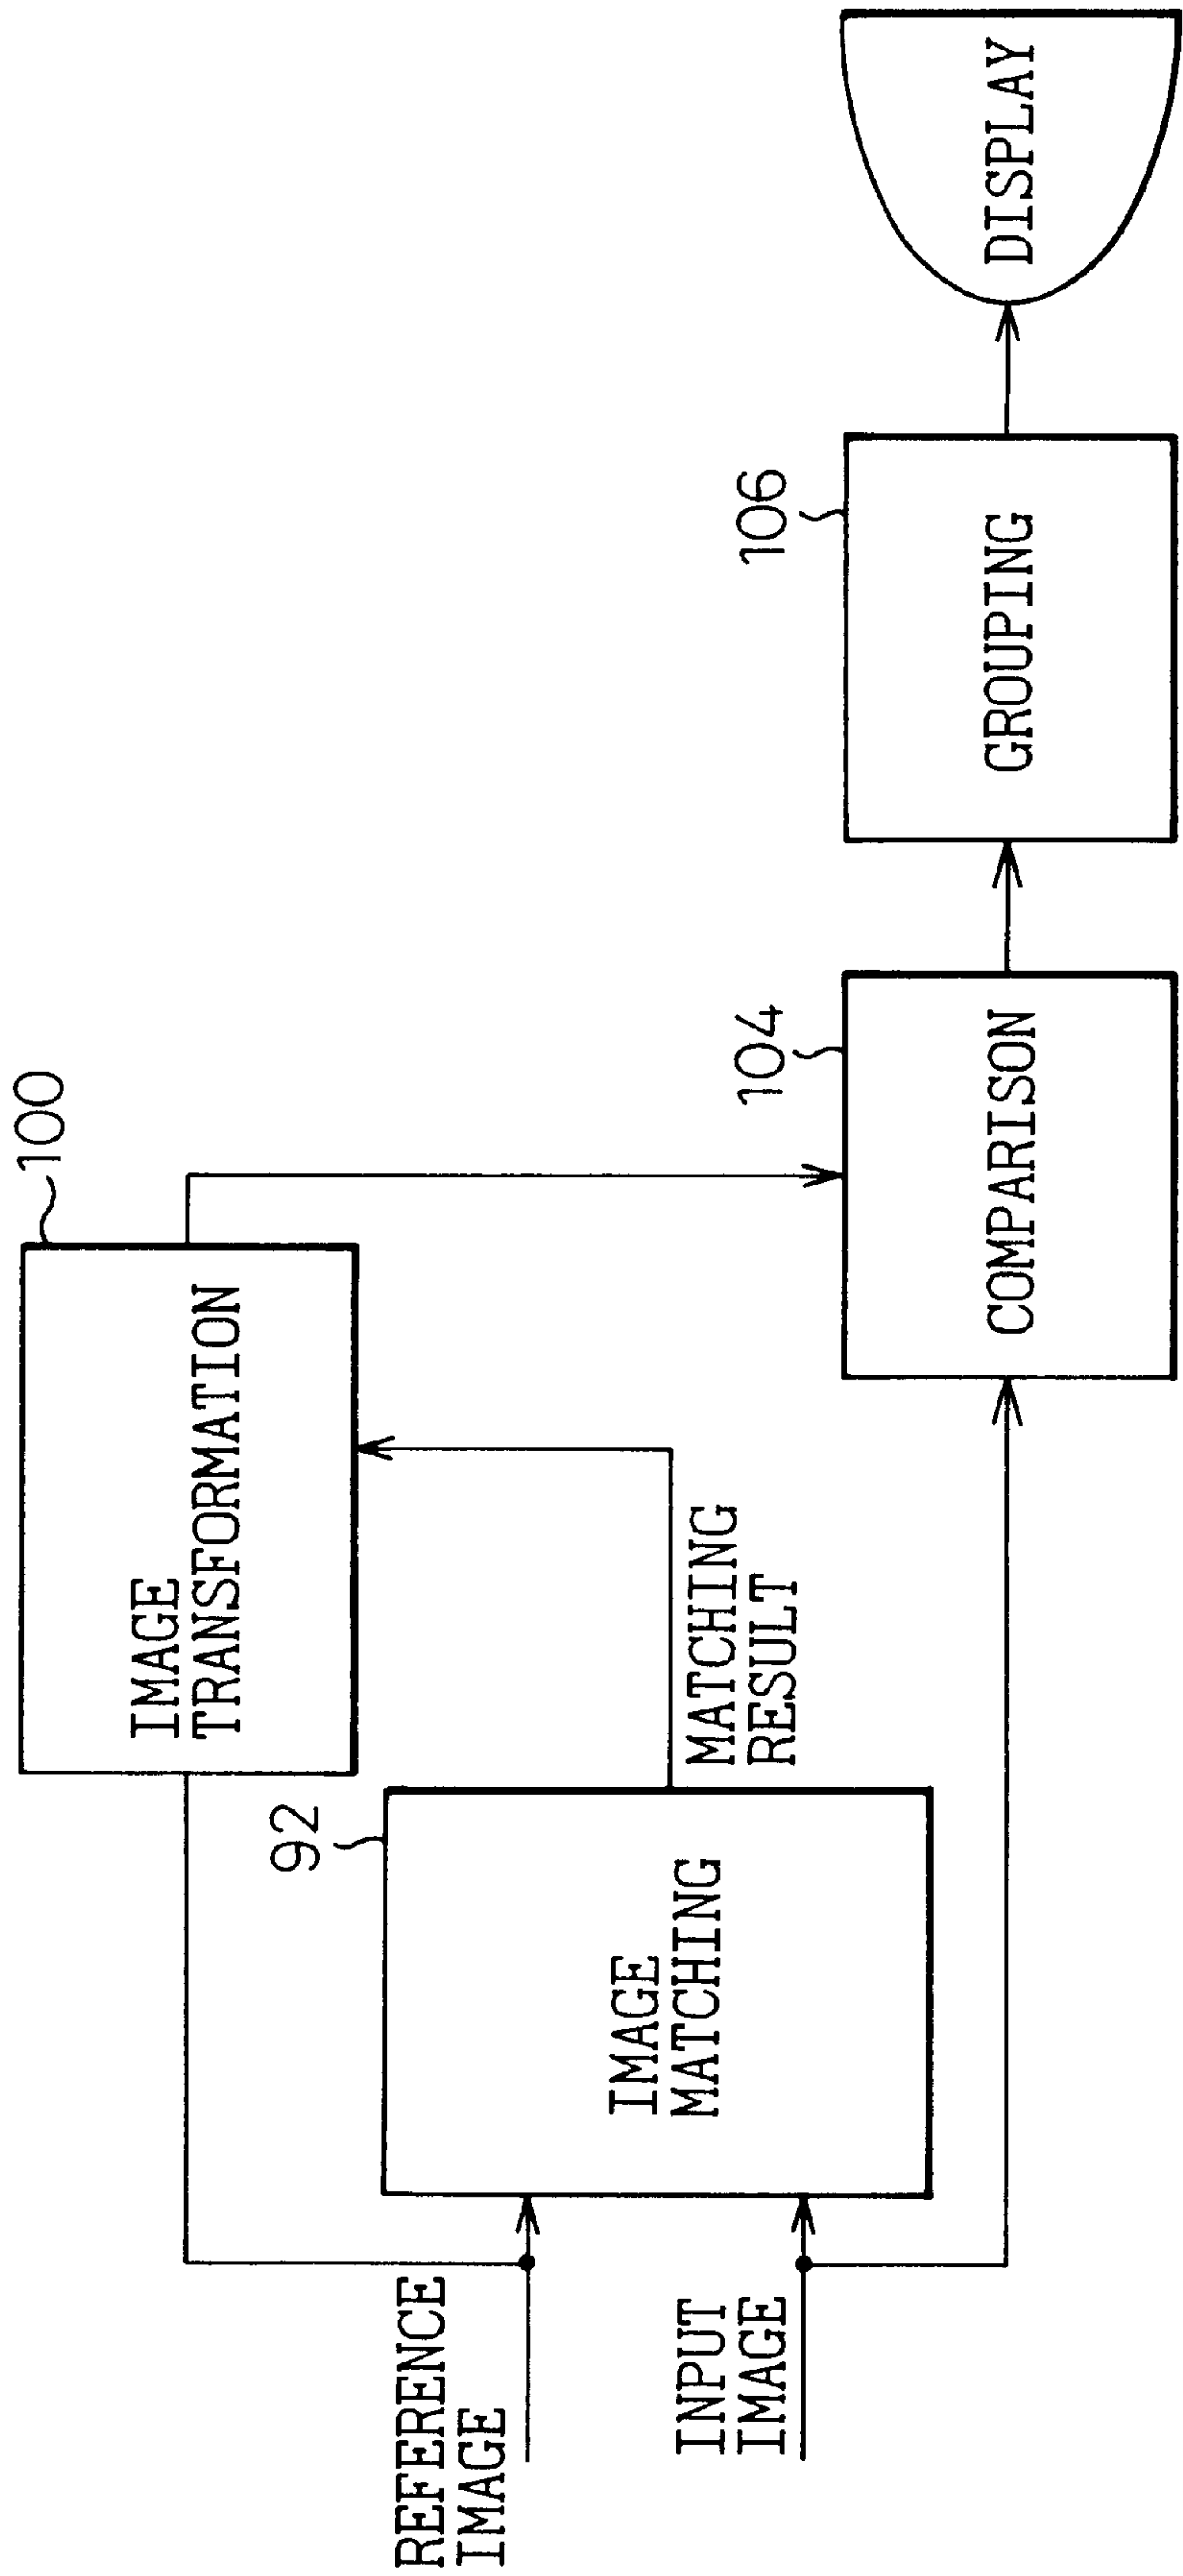 100
IMAGE
TRANSFORMATION
92
REFERENCE
IMAGE
IMAGE
MATCHING
MATCHING
RESULT
INPUT
IMAGE
104
COMPARISON
106
GROUPING
DISPLAY